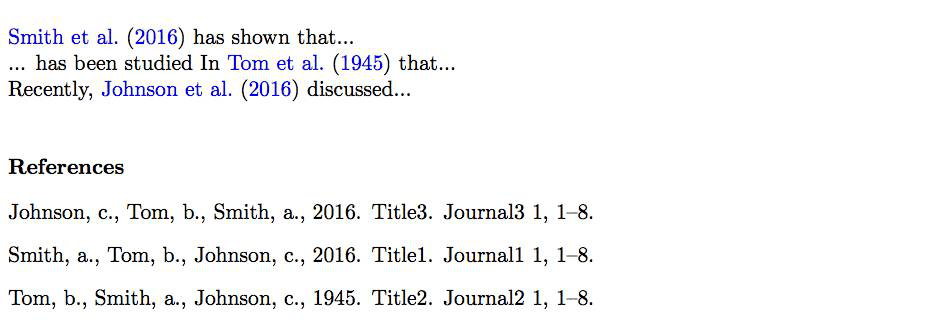 Smith et al. (2016) has shown that...
... has been studied In Tom et al. (1945) that...
Recently, Johnson et al. (2016) discussed...
References
Johnson, c., Tom, b., Smith, a., 2016. Title3. Journal3 1, 1–8.
Smith, a., Tom, b., Johnson, c., 2016. Title1. Journal1 1, 1–8.
Tom, b., Smith, a., Johnson, c., 1945. Title2. Journal2 1, 1–8.